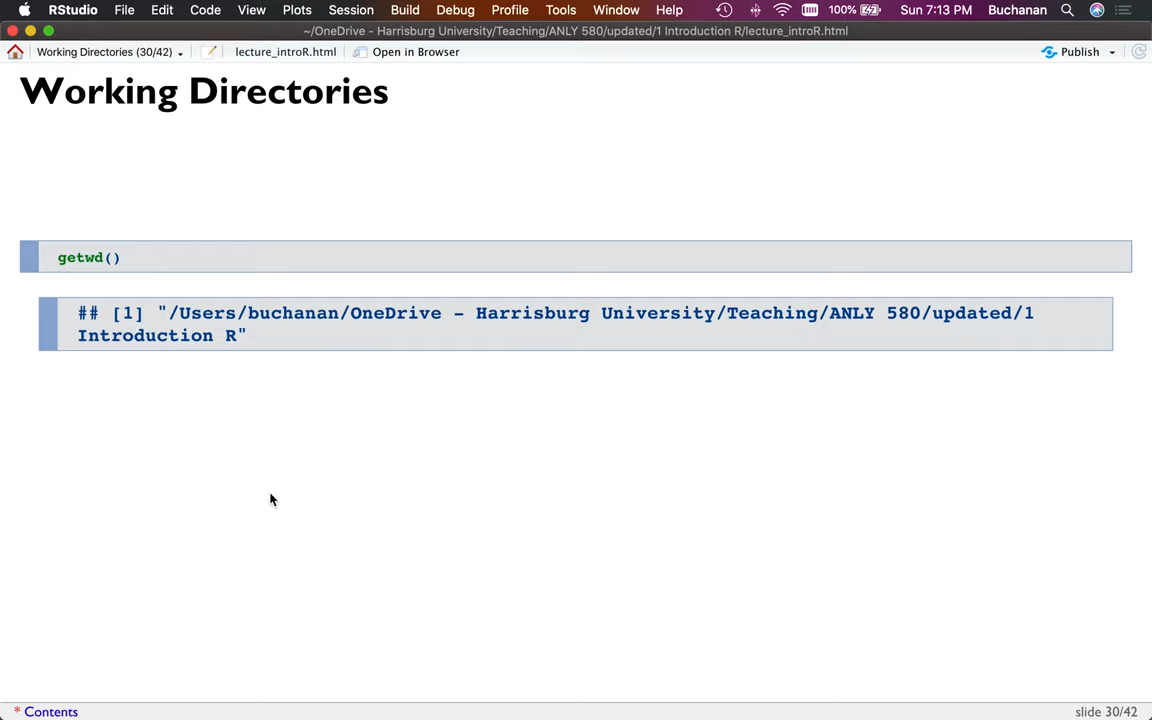 RStudio File Edit Code View Plots Session Build Debug Profile Tools Window Help 100% Sun 7:13 PM Buchanan
~/OneDrive - Harrisburg University/Teaching/ANLY 580/updated/1 Introduction R/lecture_introR.html
Working Directories (30/42) lecture_introR.html Open in Browser Publish
Working Directories
getwd()
## [1] "/Users/buchanan/OneDrive - Harrisburg University/Teaching/ANLY 580/updated/1
Introduction R"
* Contents slide 30/42